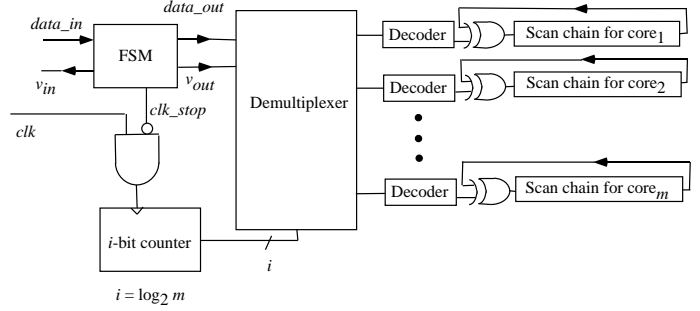 data_in
data_out
FSM
v_in
v_out
clk_stop
clk
i-bit counter
i = log₂ m
i
Demultiplexer
Decoder
Scan chain for core₁
Decoder
Scan chain for core₂
Decoder
Scan chain for coreₘ